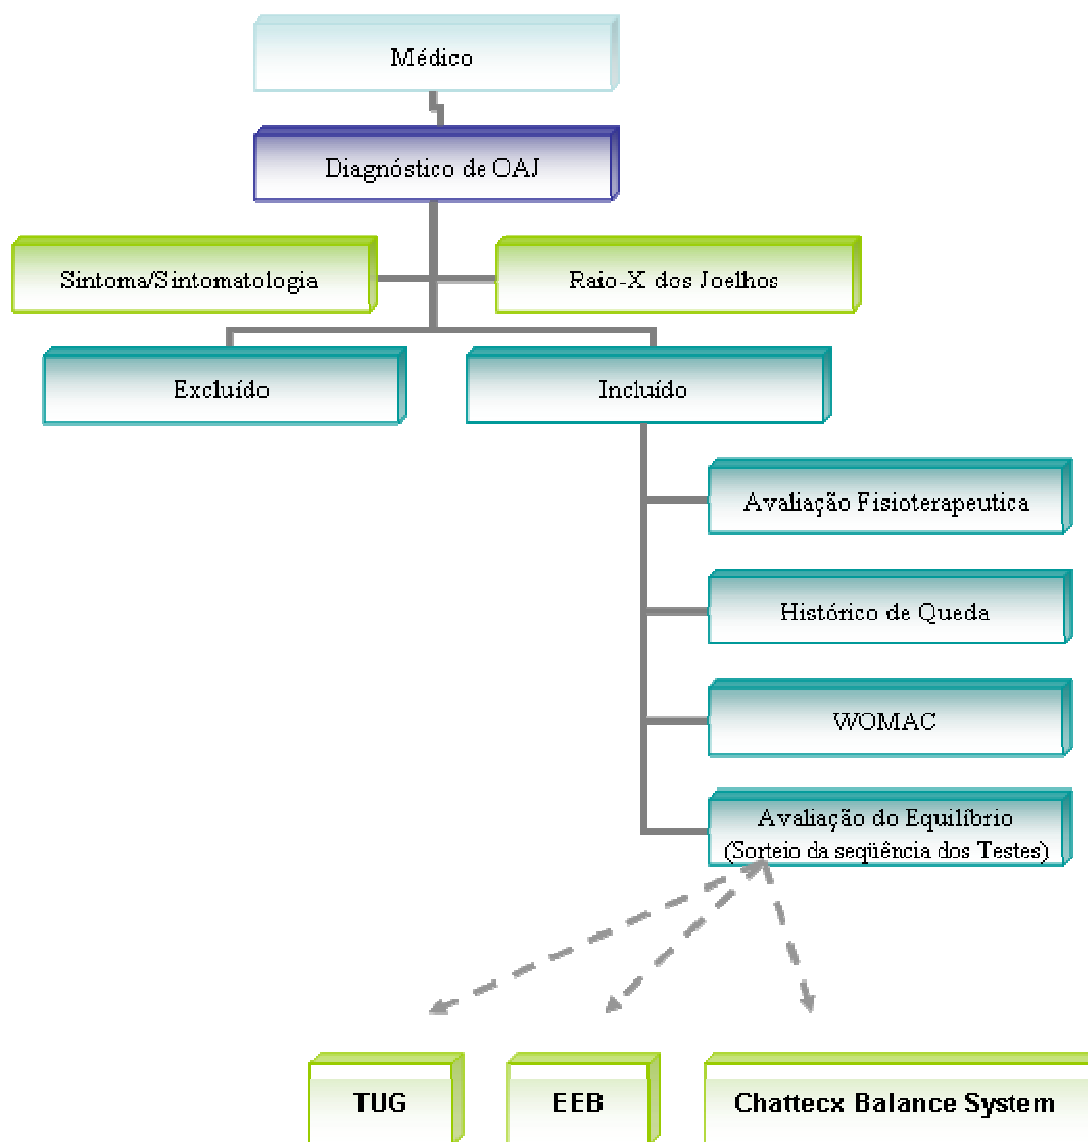 Médico
Diagnóstico de OAJ
Sintoma/Sintomatologia
Raio-X dos Joelhos
Excluído
Incluído
Avaliação Fisioterapeutica
Histórico de Queda
WOMAC
Avaliação do Equilíbrio
(Sorteio da seqüência dos Testes)
TUG
EEB
Chattecx Balance System